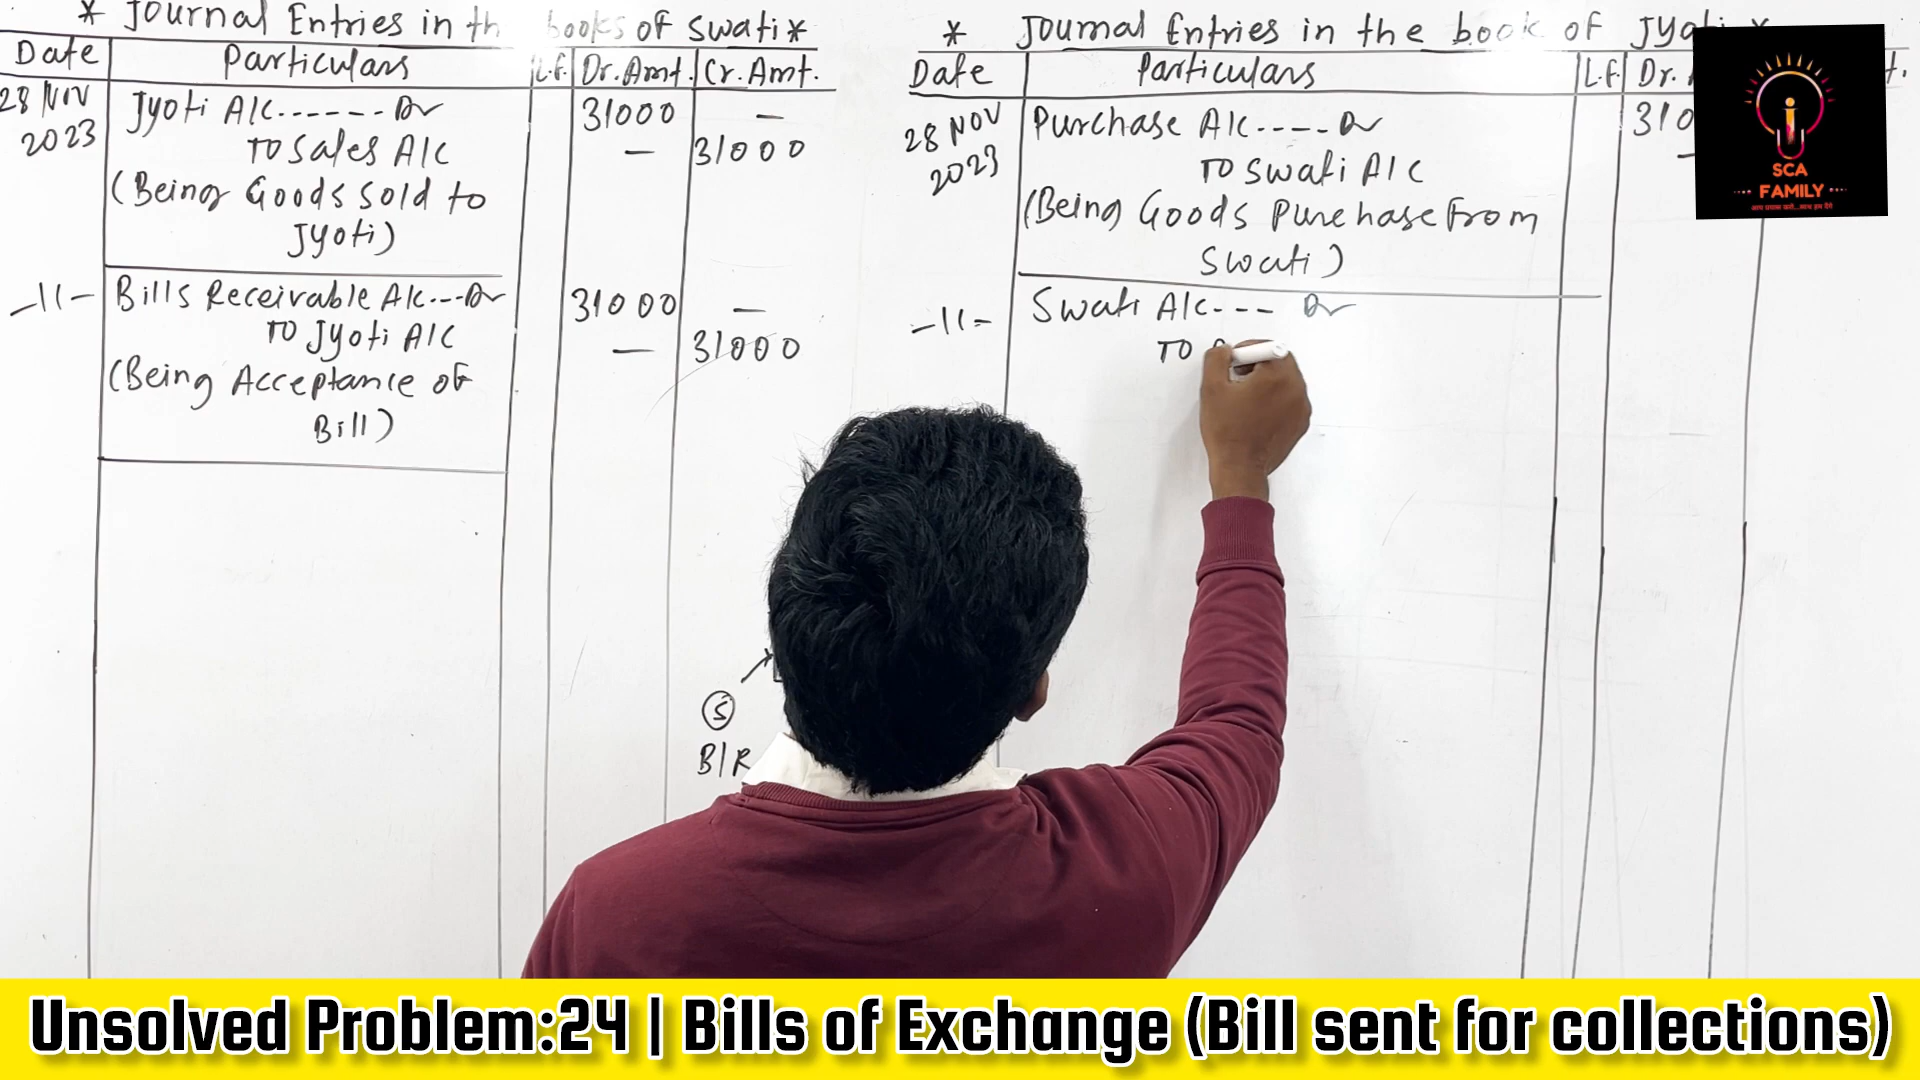 * Journal Entries in th books of Swati *
Date Particulars L.F. Dr. Amt. Cr. Amt.
28 Nov 2023 Jyoti A/c ------ Dr 31000 —
To Sales A/c — 31000
(Being Goods Sold to
Jyoti)
–11– Bills Receivable A/c --- Dr 31000 —
To Jyoti A/c — 31000
(Being Acceptance of
Bill)
S
B/R
* Journal Entries in the book of
Date Particulars L.F. Dr.
28 Nov 2023 Purchase A/c ---- Dr 310
To Swati A/c
(Being Goods Purchase From
Swati)
–11– Swati A/c --- Dr
To
SCA
FAMILY
Unsolved Problem:24 | Bills of Exchange (Bill sent for collections)